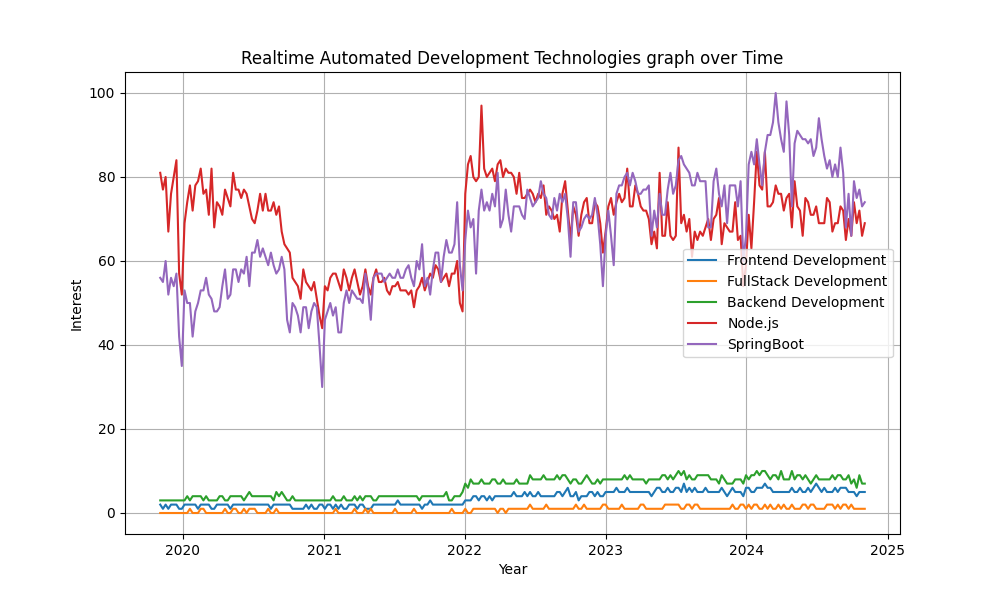 Realtime Automated Development Technologies graph over Time
100
80
60
40
20
0
Interest
Frontend Development
FullStack Development
Backend Development
Node.js
SpringBoot
2020 2021 2022 2023 2024 2025
Year